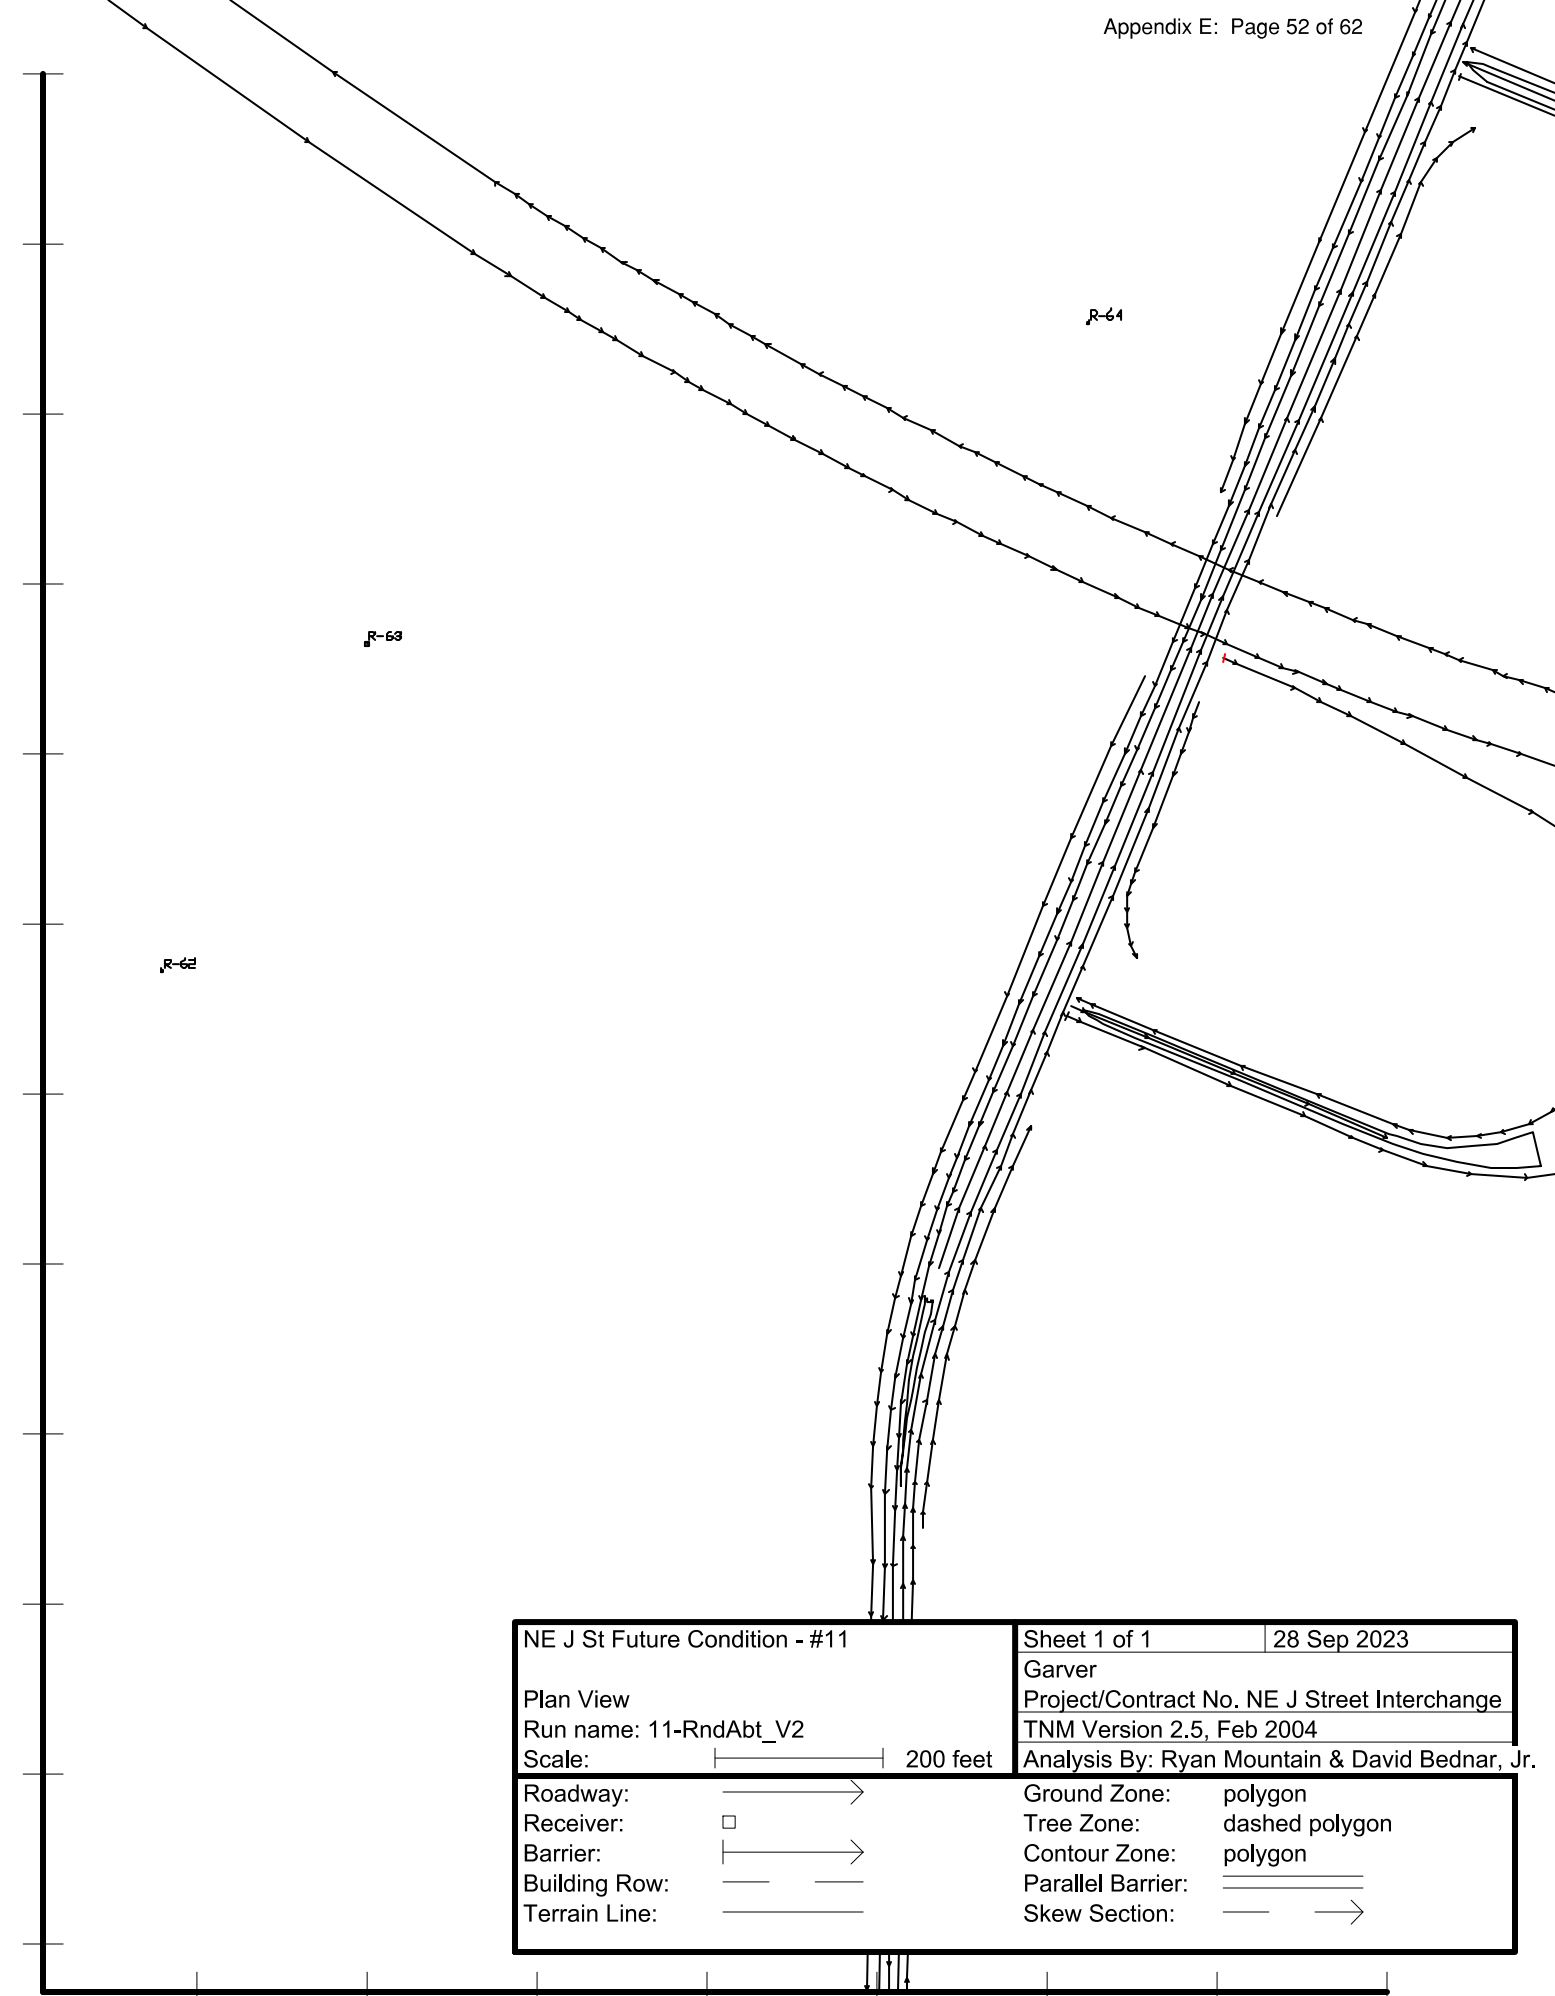 Appendix E: Page 52 of 62
R-64
R-63
R-62
NE J St Future Condition - #11
Plan View
Run name: 11-RndAbt_V2
Scale: 200 feet
Sheet 1 of 1 28 Sep 2023
Garver
Project/Contract No. NE J Street Interchange
TNM Version 2.5, Feb 2004
Analysis By: Ryan Mountain & David Bednar, Jr.
Roadway:
Receiver:
Barrier:
Building Row:
Terrain Line:
Ground Zone: polygon
Tree Zone: dashed polygon
Contour Zone: polygon
Parallel Barrier:
Skew Section: